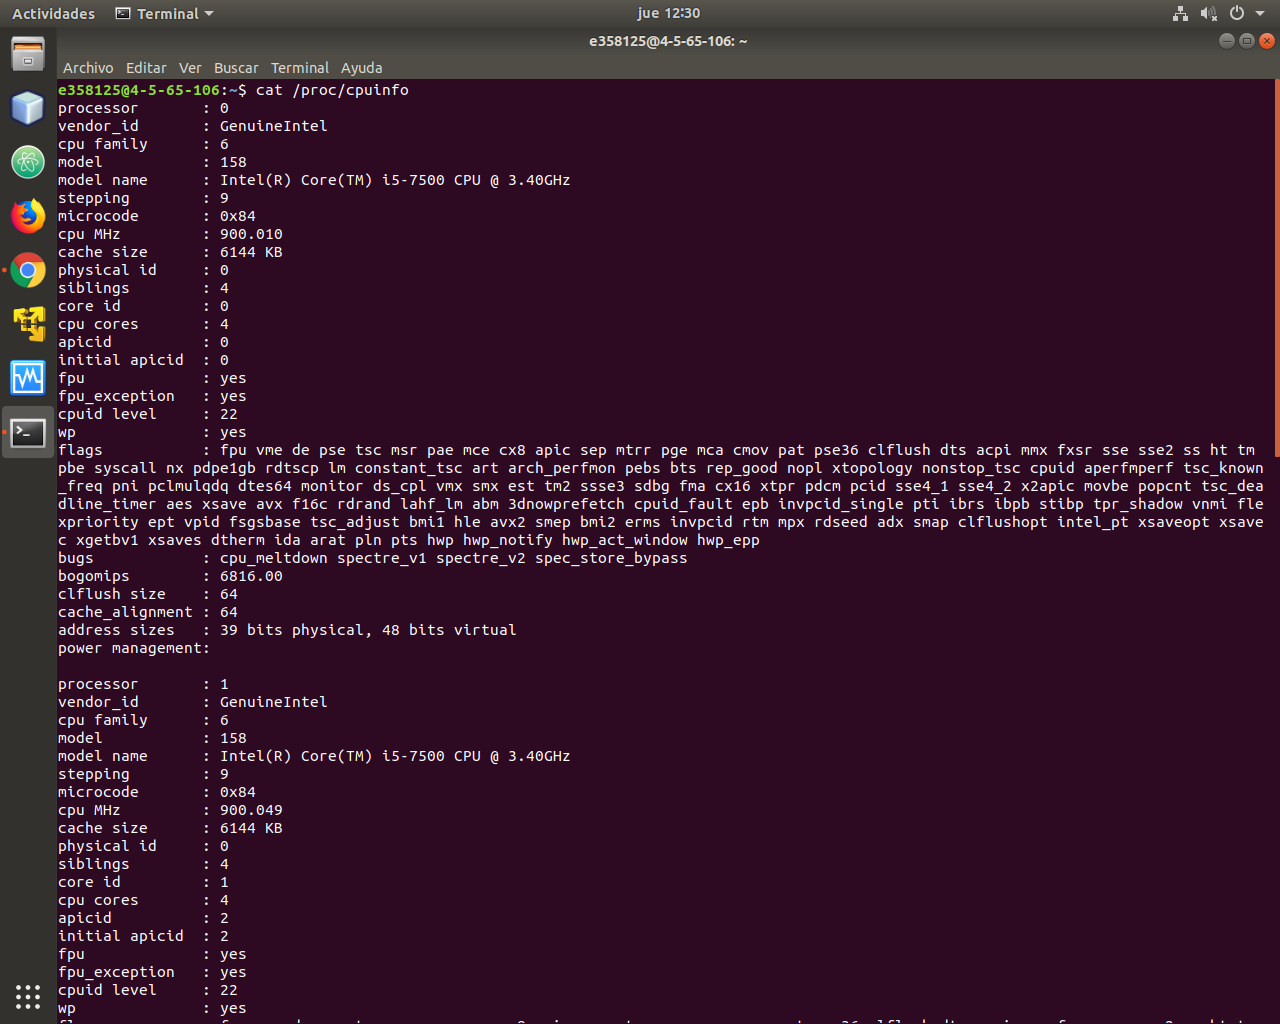 Actividades Terminal jue 12:30
e358125@4-5-65-106: ~
Archivo Editar Ver Buscar Terminal Ayuda
e358125@4-5-65-106:~$ cat /proc/cpuinfo
processor : 0
vendor_id : GenuineIntel
cpu family : 6
model : 158
model name : Intel(R) Core(TM) i5-7500 CPU @ 3.40GHz
stepping : 9
microcode : 0x84
cpu MHz : 900.010
cache size : 6144 KB
physical id : 0
siblings : 4
core id : 0
cpu cores : 4
apicid : 0
initial apicid : 0
fpu : yes
fpu_exception : yes
cpuid level : 22
wp : yes
flags : fpu vme de pse tsc msr pae mce cx8 apic sep mtrr pge mca cmov pat pse36 clflush dts acpi mmx fxsr sse sse2 ss ht tm
pbe syscall nx pdpe1gb rdtscp lm constant_tsc art arch_perfmon pebs bts rep_good nopl xtopology nonstop_tsc cpuid aperfmperf tsc_known
_freq pni pclmulqdq dtes64 monitor ds_cpl vmx smx est tm2 ssse3 sdbg fma cx16 xtpr pdcm pcid sse4_1 sse4_2 x2apic movbe popcnt tsc_dea
dline_timer aes xsave avx f16c rdrand lahf_lm abm 3dnowprefetch cpuid_fault epb invpcid_single pti ibrs ibpb stibp tpr_shadow vnmi fle
xpriority ept vpid fsgsbase tsc_adjust bmi1 hle avx2 smep bmi2 erms invpcid rtm mpx rdseed adx smap clflushopt intel_pt xsaveopt xsave
c xgetbv1 xsaves dtherm ida arat pln pts hwp hwp_notify hwp_act_window hwp_epp
bugs : cpu_meltdown spectre_v1 spectre_v2 spec_store_bypass
bogomips : 6816.00
clflush size : 64
cache_alignment : 64
address sizes : 39 bits physical, 48 bits virtual
power management:
processor : 1
vendor_id : GenuineIntel
cpu family : 6
model : 158
model name : Intel(R) Core(TM) i5-7500 CPU @ 3.40GHz
stepping : 9
microcode : 0x84
cpu MHz : 900.049
cache size : 6144 KB
physical id : 0
siblings : 4
core id : 1
cpu cores : 4
apicid : 2
initial apicid : 2
fpu : yes
fpu_exception : yes
cpuid level : 22
wp : yes